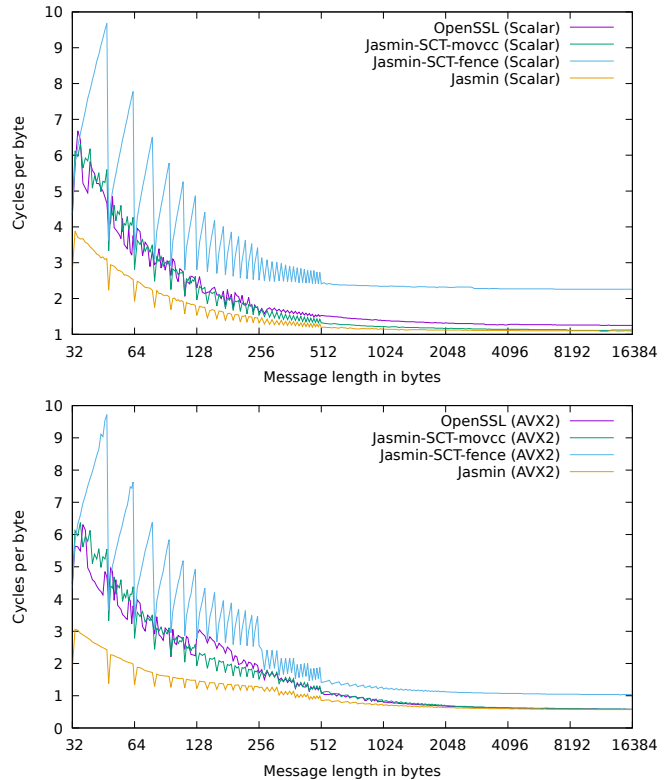 OpenSSL (Scalar)
Jasmin-SCT-movcc (Scalar)
Jasmin-SCT-fence (Scalar)
Jasmin (Scalar)
Cycles per byte
10
9
8
7
6
5
4
3
2
1
32 64 128 256 512 1024 2048 4096 8192 16384
Message length in bytes
OpenSSL (AVX2)
Jasmin-SCT-movcc (AVX2)
Jasmin-SCT-fence (AVX2)
Jasmin (AVX2)
Cycles per byte
10
9
8
7
6
5
4
3
2
1
0
32 64 128 256 512 1024 2048 4096 8192 16384
Message length in bytes